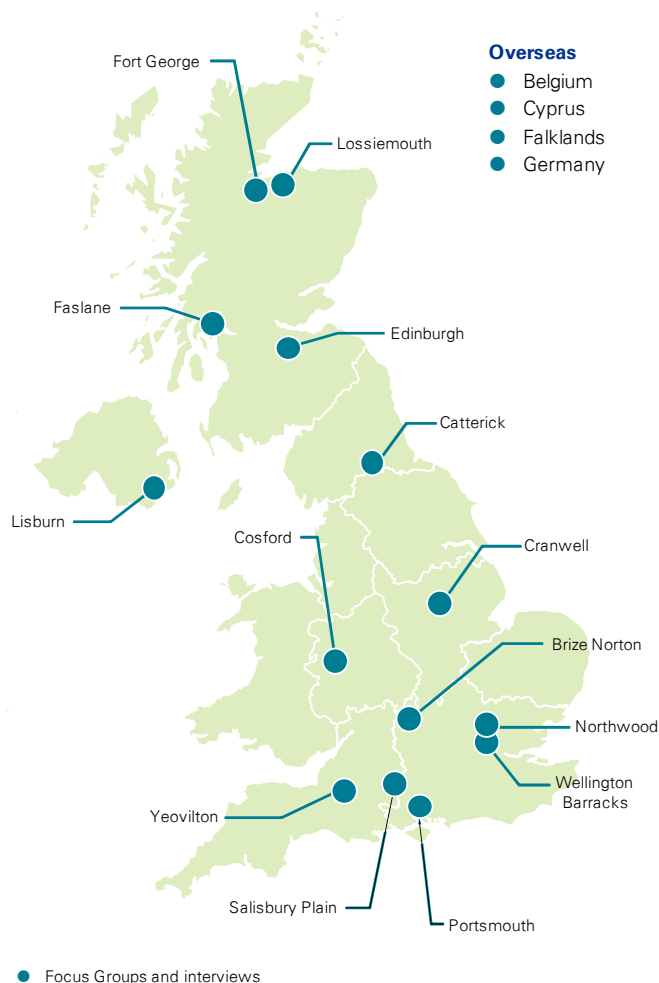 Overseas
Belgium
Cyprus
Falklands
Germany
Fort George
Lossiemouth
Faslane
Edinburgh
Catterick
Lisburn
Cosford
Cranwell
Brize Norton
Northwood
Wellington
Barracks
Yeovilton
Salisbury Plain
Portsmouth
Focus Groups and interviews